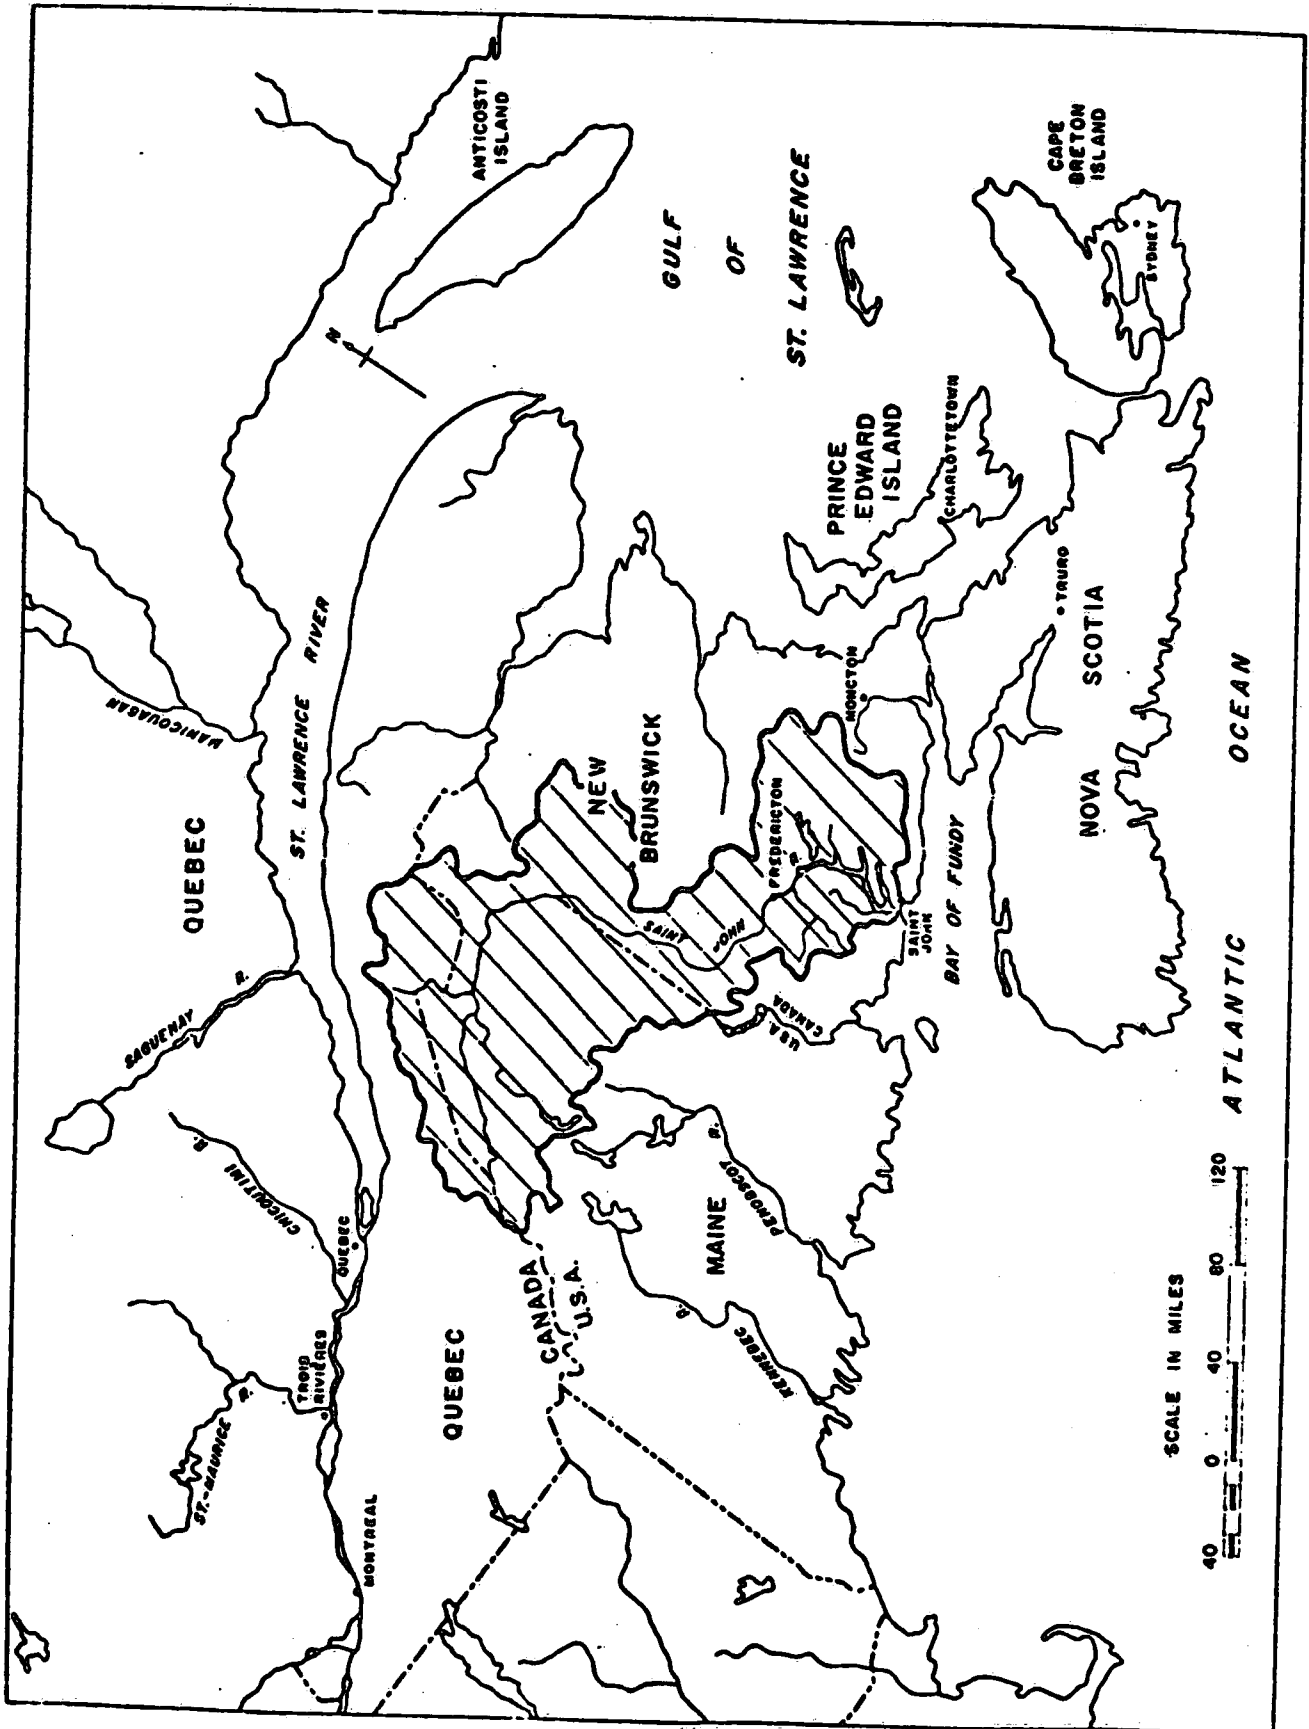 ANTICOSTI
ISLAND
GULF
OF
ST. LAWRENCE
CAPE
BRETON
ISLAND
SYDNEY
N
PRINCE
EDWARD
ISLAND
CHARLOTTETOWN
TRURO
NOVA SCOTIA
ATLANTIC OCEAN
BAY OF FUNDY
MONCTON
NEW
BRUNSWICK
FREDERICTON
R.
SAINT
JOHN
SAINT JOHN
CANADA
U.S.A.
ST. LAWRENCE RIVER
MANICOUAGAN
QUEBEC
SAGUENAY R.
CHICOUTIMI R.
QUEBEC
TROIS
RIVIÈRES
ST.-MAURICE R.
MONTREAL
QUEBEC
CANADA
U.S.A.
MAINE
PENOBSCOT R.
KENNEBEC R.
SCALE IN MILES
40 0 40 80 120